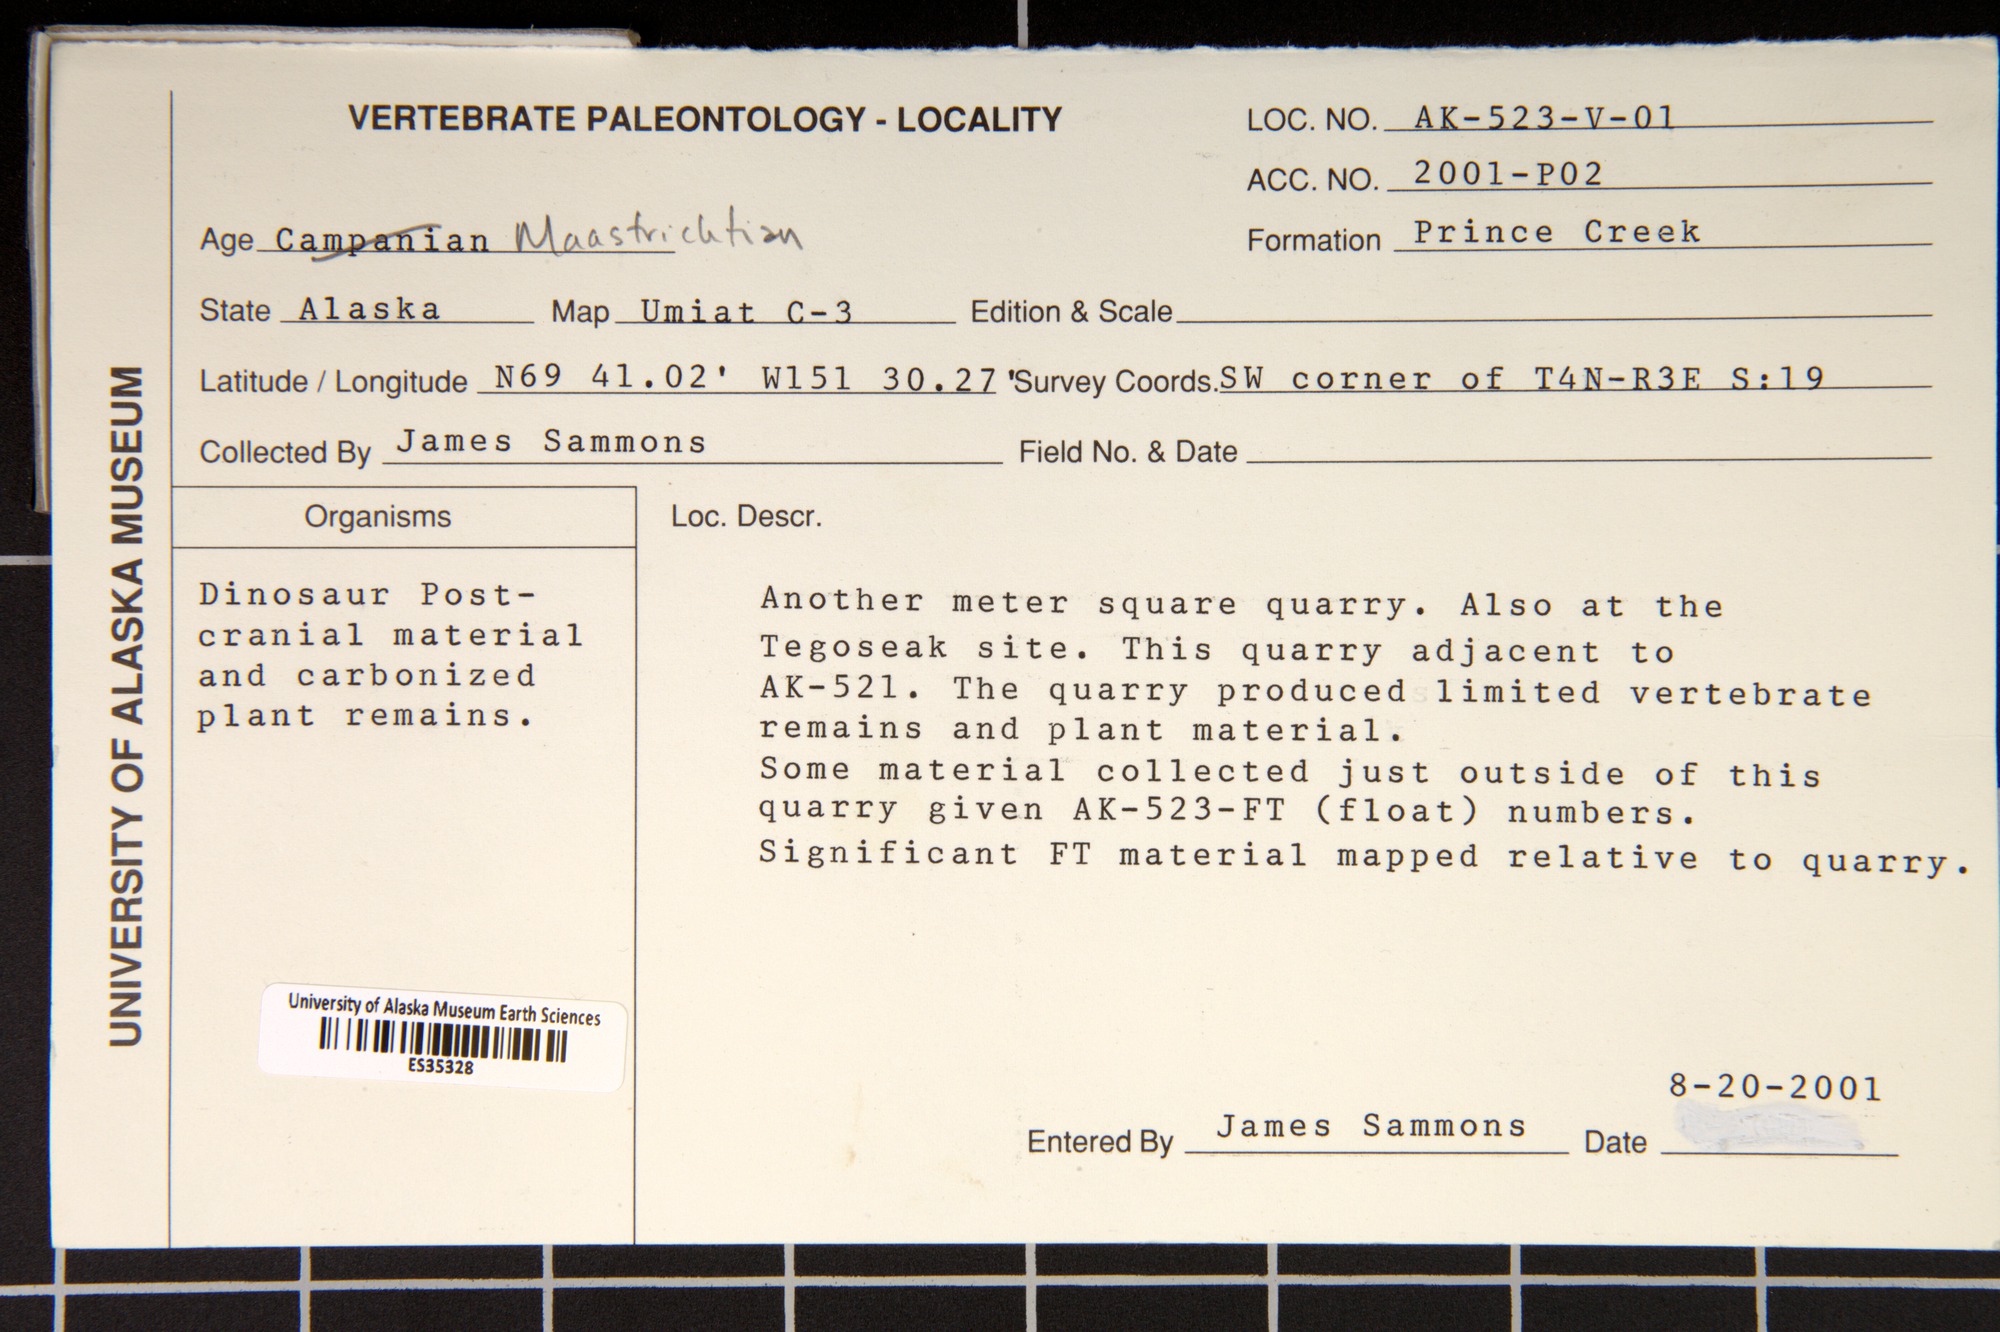 VERTEBRATE PALEONTOLOGY - LOCALITY
LOC. NO. AK-523-V-01
ACC. NO. 2001-P02
Age Campanian Maastrichtian
Formation Prince Creek
State Alaska Map Umiat C-3 Edition & Scale
Latitude / Longitude N69 41.02' W151 30.27' Survey Coords. SW corner of T4N-R3E S:19
Collected By James Sammons Field No. & Date
UNIVERSITY OF ALASKA MUSEUM
Organisms
Dinosaur Post-
cranial material
and carbonized
plant remains.
Loc. Descr.
Another meter square quarry. Also at the
Tegoseak site. This quarry adjacent to
AK-521. The quarry produced limited vertebrate
remains and plant material.
Some material collected just outside of this
quarry given AK-523-FT (float) numbers.
Significant FT material mapped relative to quarry.
University of Alaska Museum Earth Sciences
ES35328
8-20-2001
Entered By James Sammons Date